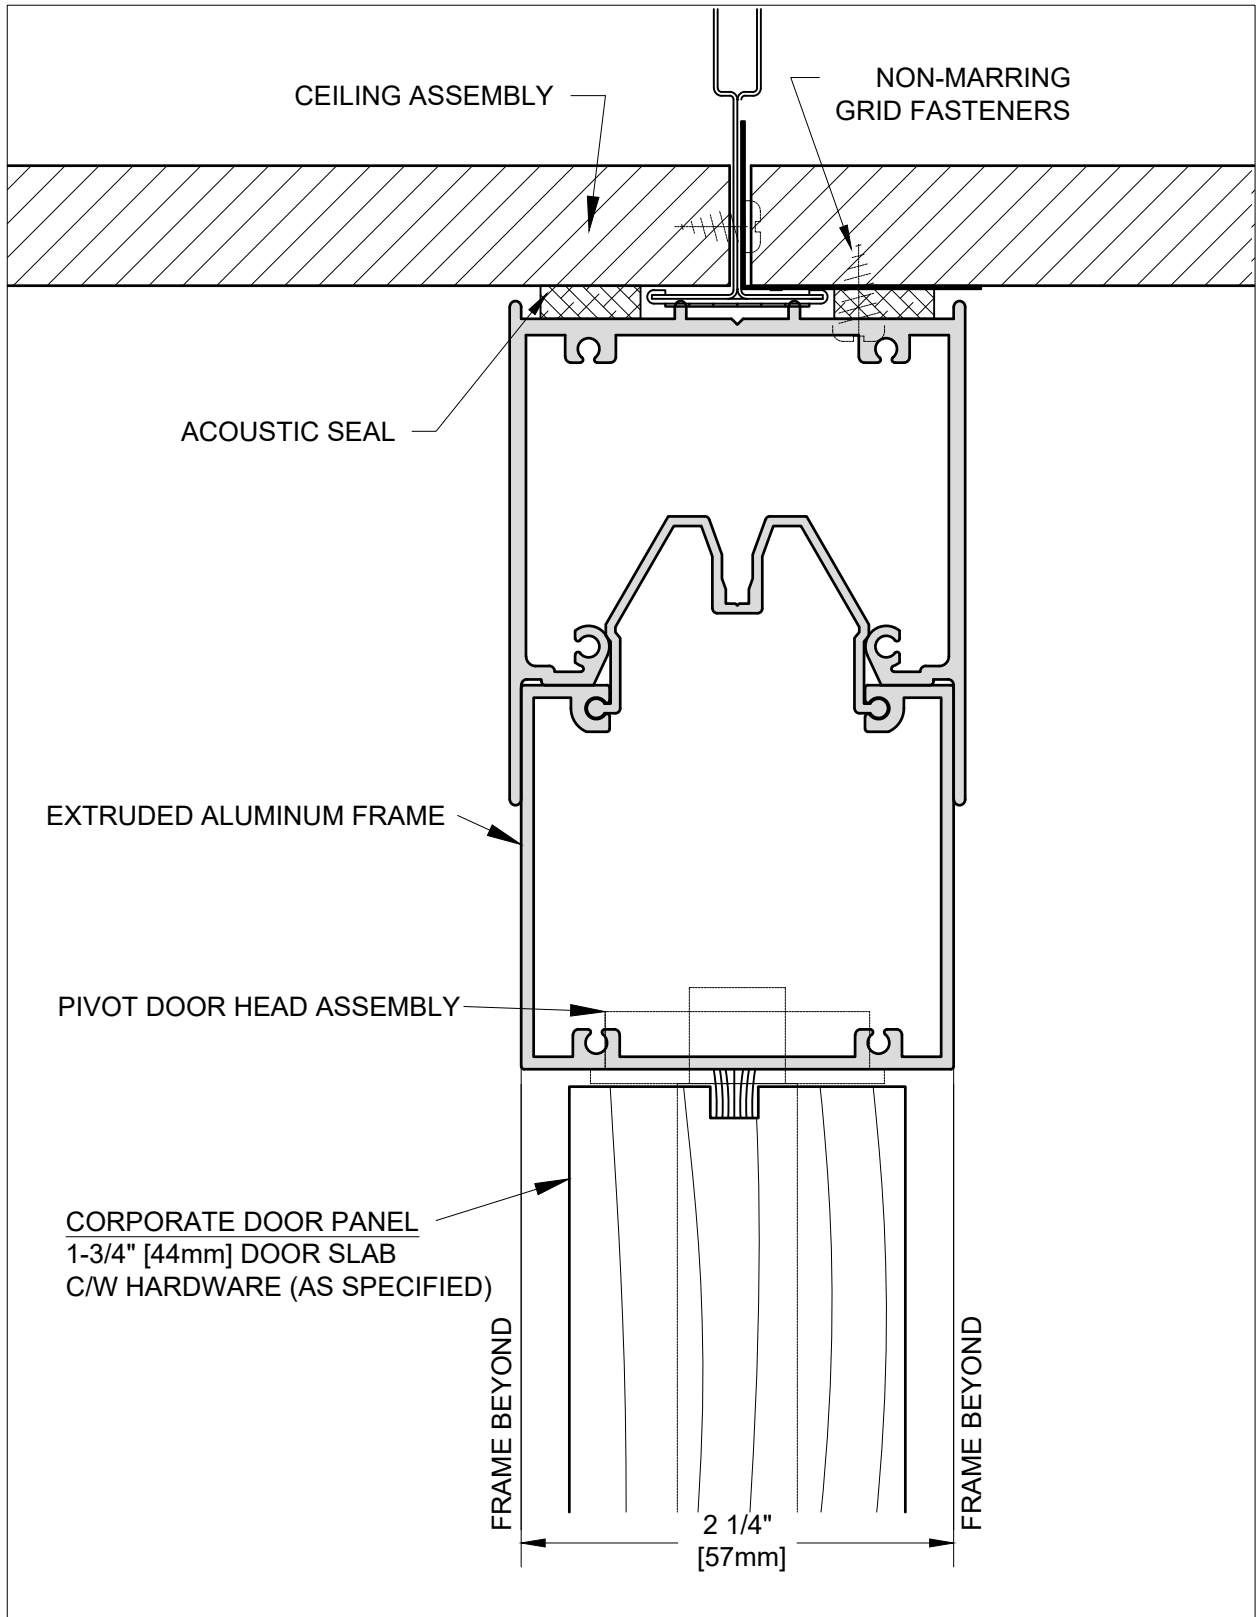 CEILING ASSEMBLY
NON-MARRING
GRID FASTENERS
ACOUSTIC SEAL
EXTRUDED ALUMINUM FRAME
PIVOT DOOR HEAD ASSEMBLY
CORPORATE DOOR PANEL
1-3/4" [44mm] DOOR SLAB
C/W HARDWARE (AS SPECIFIED)
FRAME BEYOND
FRAME BEYOND
2 1/4"
[57mm]